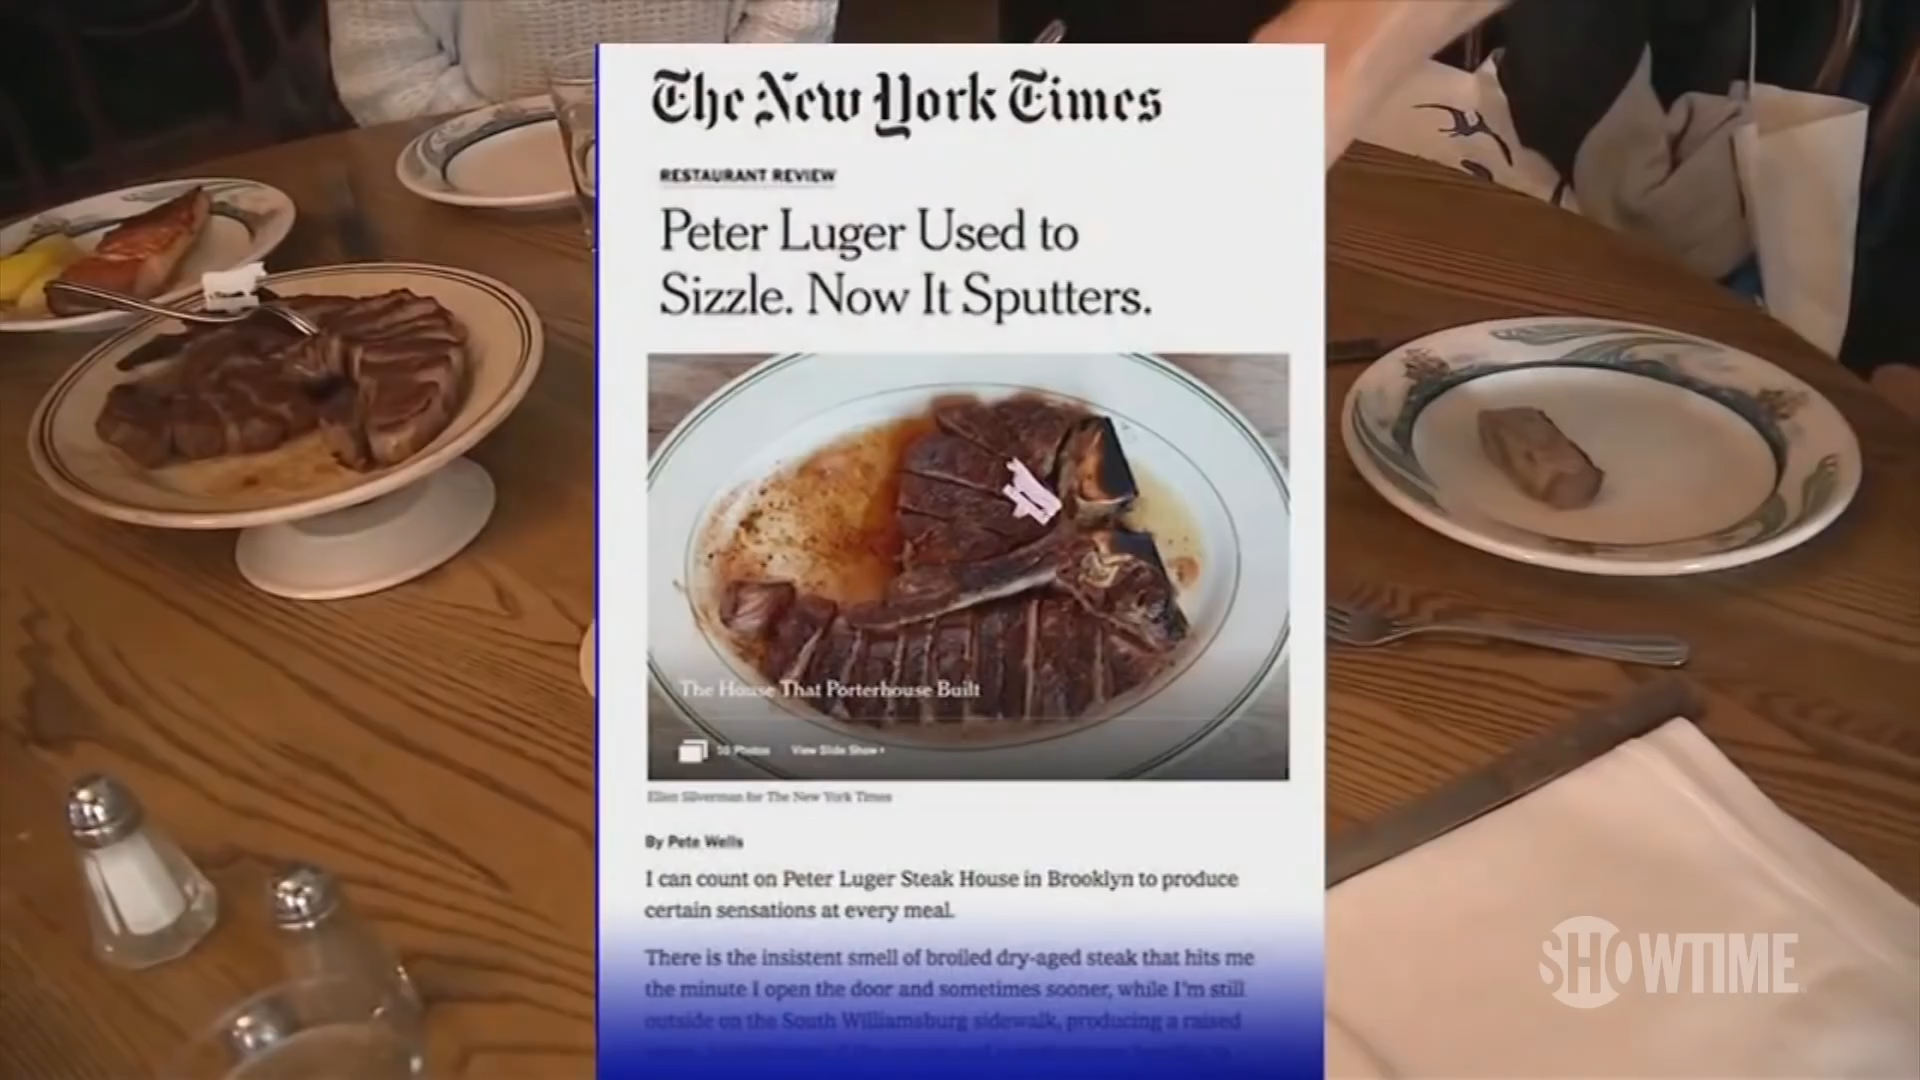 The New York Times
RESTAURANT REVIEW
Peter Luger Used to
Sizzle. Now It Sputters.
The House That Porterhouse Built
10 Photos View Slide Show
Ellen Silverman for The New York Times
By Pete Wells
I can count on Peter Luger Steak House in Brooklyn to produce
certain sensations at every meal.
There is the insistent smell of broiled dry-aged steak that hits me
the minute I open the door and sometimes sooner, while I'm still
outside on the South Williamsburg sidewalk, producing a raised
SHOWTIME